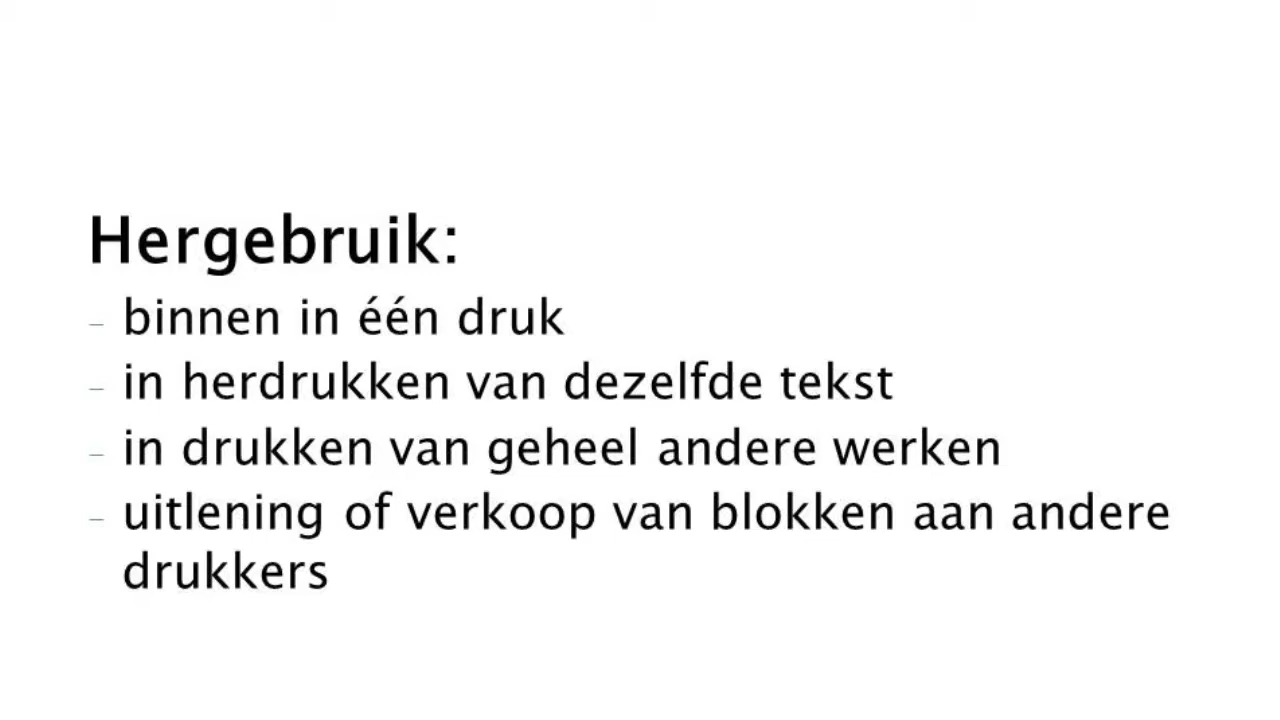 Hergebruik:
– binnen in één druk
– in herdrukken van dezelfde tekst
– in drukken van geheel andere werken
– uitlening of verkoop van blokken aan andere
drukkers